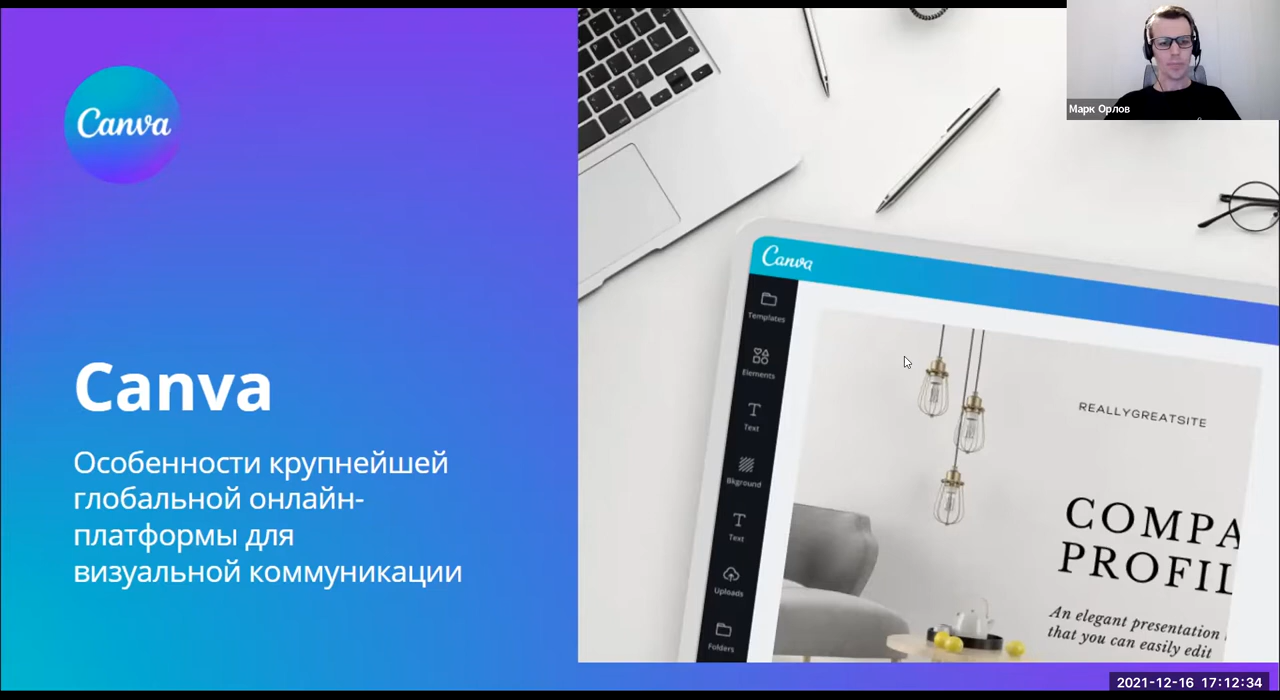 Canva
Canva
Особенности крупнейшей
глобальной онлайн-
платформы для
визуальной коммуникации
Марк Орлов
Canva
Templates
Elements
Text
Bkground
Text
Uploads
Folders
REALLYGREATSITE
COMPA
PROFIL
An elegant presentation
that you can easily edit
2021-12-16 17:12:34